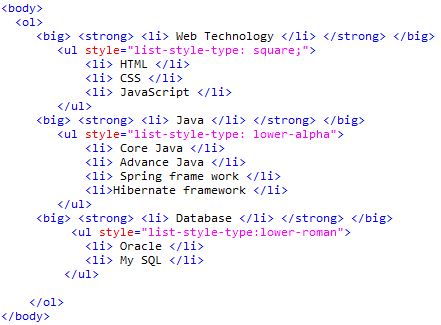 <body>
<ol>
<big> <strong> <li> Web Technology </li> </strong> </big>
<ul style="list-style-type: square;">
<li> HTML </li>
<li> CSS </li>
<li> JavaScript </li>
</ul>
<big> <strong> <li> Java </li> </strong> </big>
<ul style="list-style-type: lower-alpha">
<li> Core Java </li>
<li> Advance Java </li>
<li> Spring frame work </li>
<li>Hibernate framework </li>
</ul>
<big> <strong> <li> Database </li> </strong> </big>
<ul style="list-style-type:lower-roman">
<li> Oracle </li>
<li> My SQL </li>
</ul>
</ol>
</body>